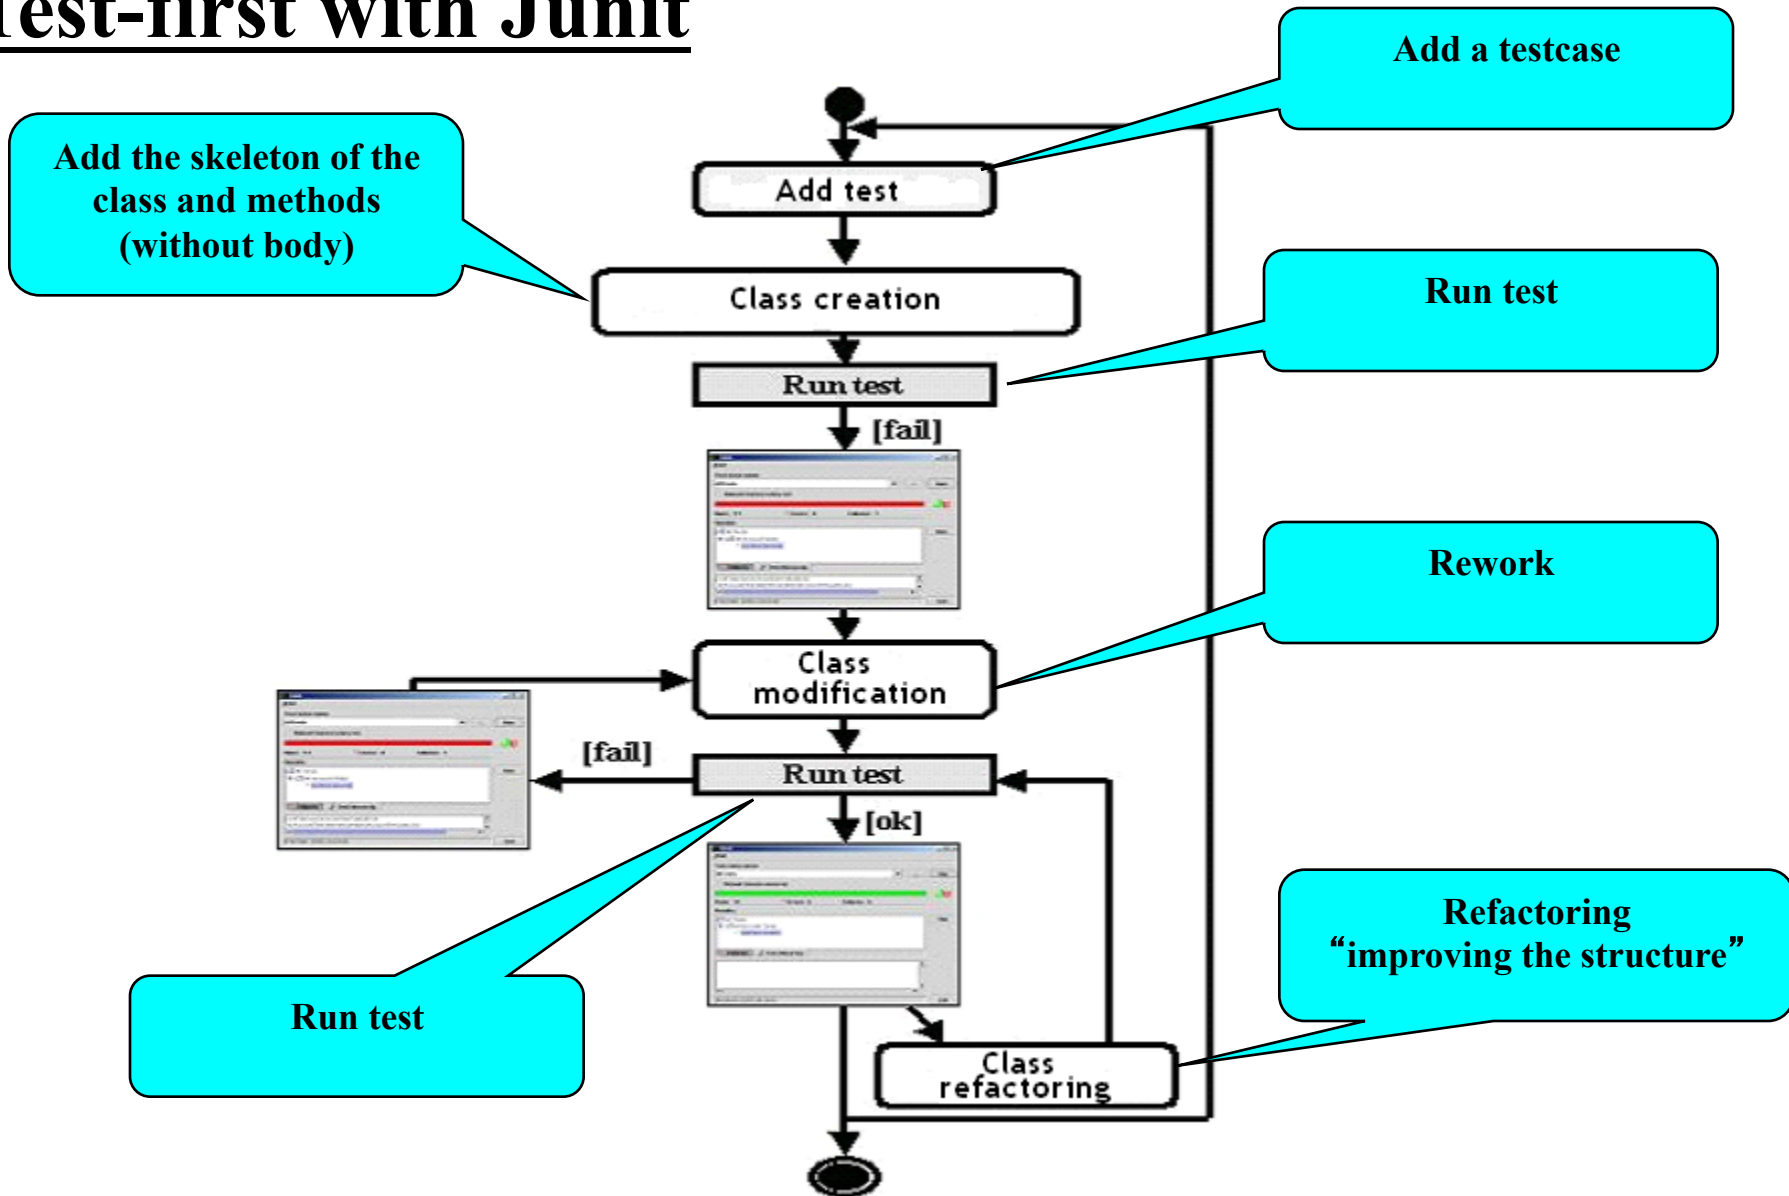 Test-first with Junit
Add a testcase
Add the skeleton of the
class and methods
(without body)
Add test
Class creation
Run test
Run test
[fail]
Rework
Class
modification
[fail]
Run test
[ok]
Refactoring
“improving the structure”
Run test
Class
refactoring